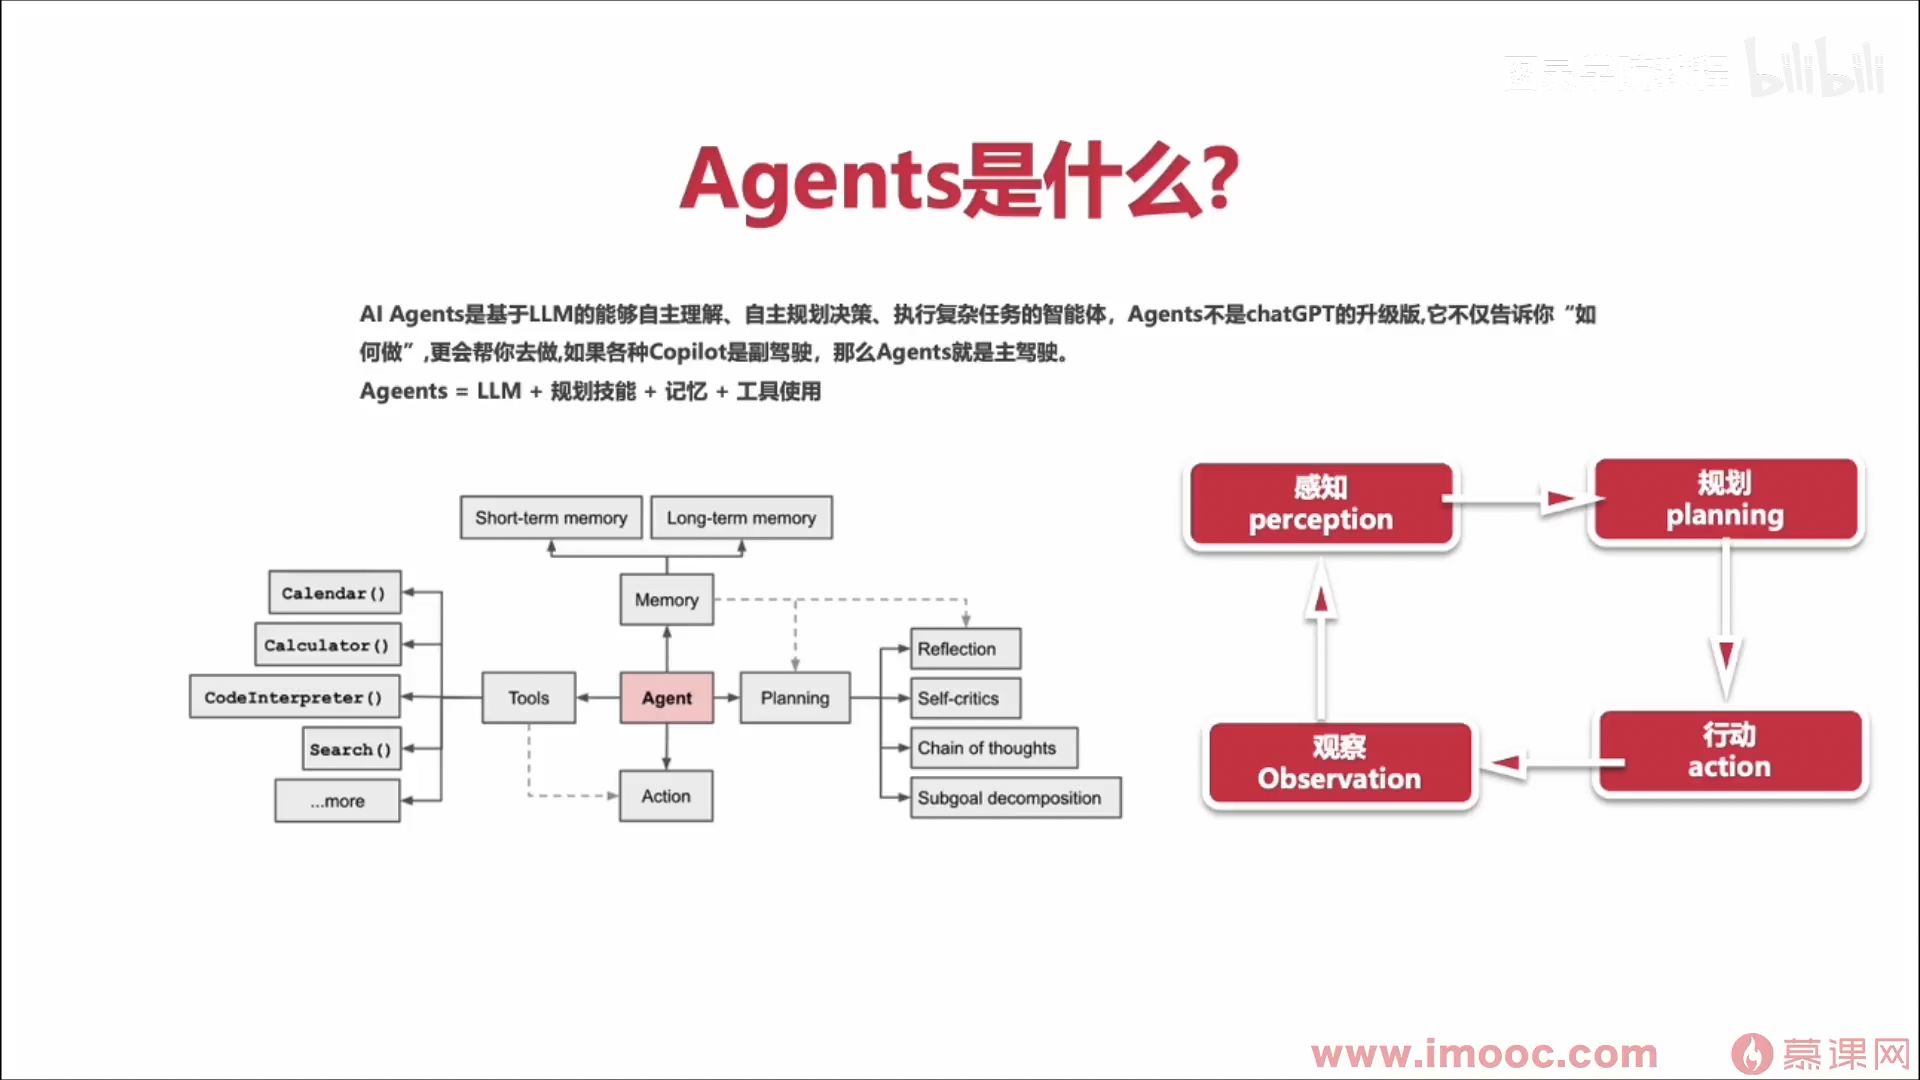 bilibili
Agents是什么?
AI Agents是基于LLM的能够自主理解、自主规划决策、执行复杂任务的智能体，Agents不是chatGPT的升级版,它不仅告诉你“如
何做”,更会帮你去做,如果各种Copilot是副驾驶，那么Agents就是主驾驶。
Ageents = LLM + 规划技能 + 记忆 + 工具使用
Short-term memory
Long-term memory
Calendar()
Calculator()
CodeInterpreter()
Search()
...more
Memory
Tools
Agent
Planning
Action
Reflection
Self-critics
Chain of thoughts
Subgoal decomposition
感知
perception
规划
planning
观察
Observation
行动
action
www.imooc.com
慕课网